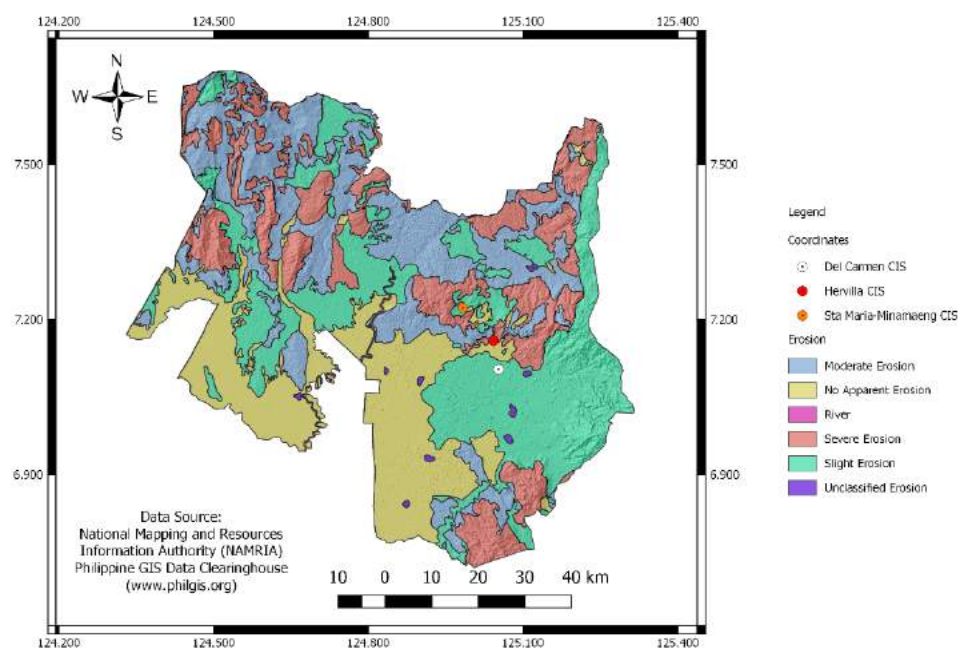 124.200 124.500 124.800 125.100 125.400
N
W E
S
7.500 7.500
7.200 7.200
6.900 6.900
Legend
Coordinates
Del Carmen CIS
Hervilla CIS
Sta Maria-Minamaeng CIS
Erosion
Moderate Erosion
No Apparent Erosion
River
Severe Erosion
Slight Erosion
Unclassified Erosion
Data Source:
National Mapping and Resources
Information Authority (NAMRIA)
Philippine GIS Data Clearinghouse
(www.philgis.org)
10 0 10 20 30 40 km
124.200 124.500 124.800 125.100 125.400